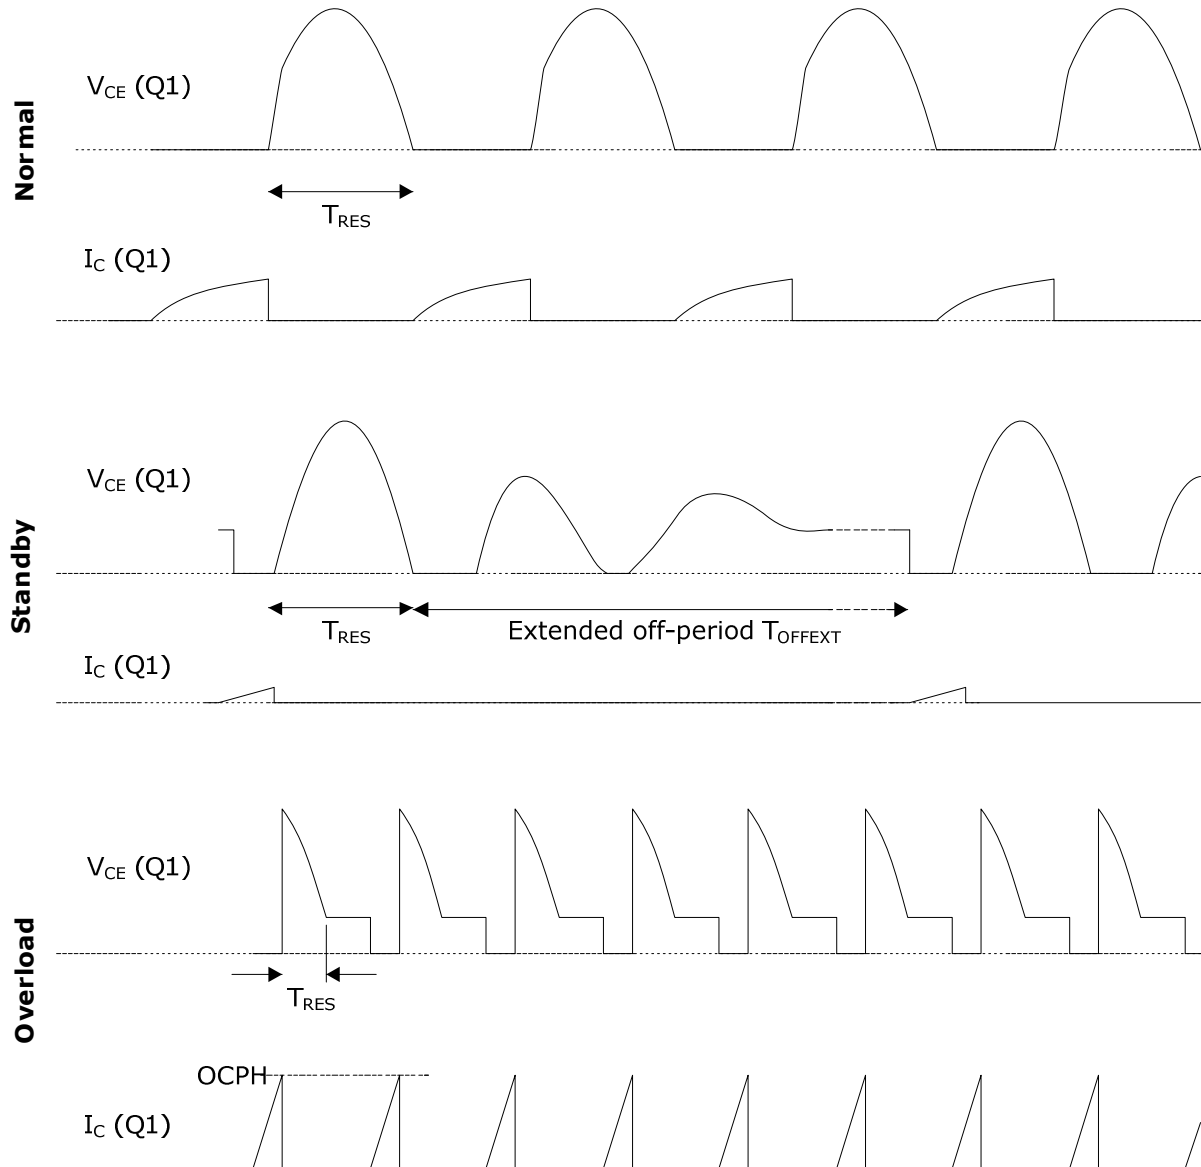 Normal
VCE (Q1)
TRES
IC (Q1)
Standby
VCE (Q1)
TRES
Extended off-period TOFFEXT
IC (Q1)
Overload
VCE (Q1)
TRES
OCPH
IC (Q1)